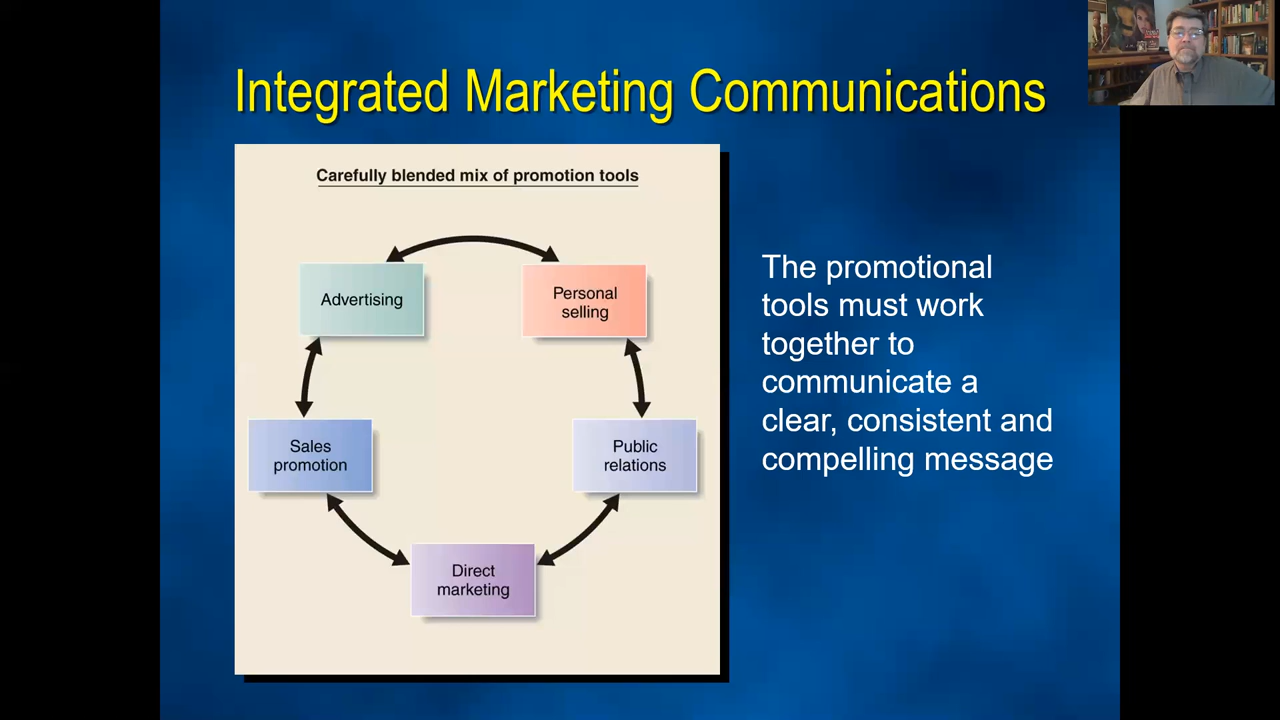 Integrated Marketing Communications
Carefully blended mix of promotion tools
Advertising
Personal
selling
Sales
promotion
Public
relations
Direct
marketing
The promotional
tools must work
together to
communicate a
clear, consistent and
compelling message